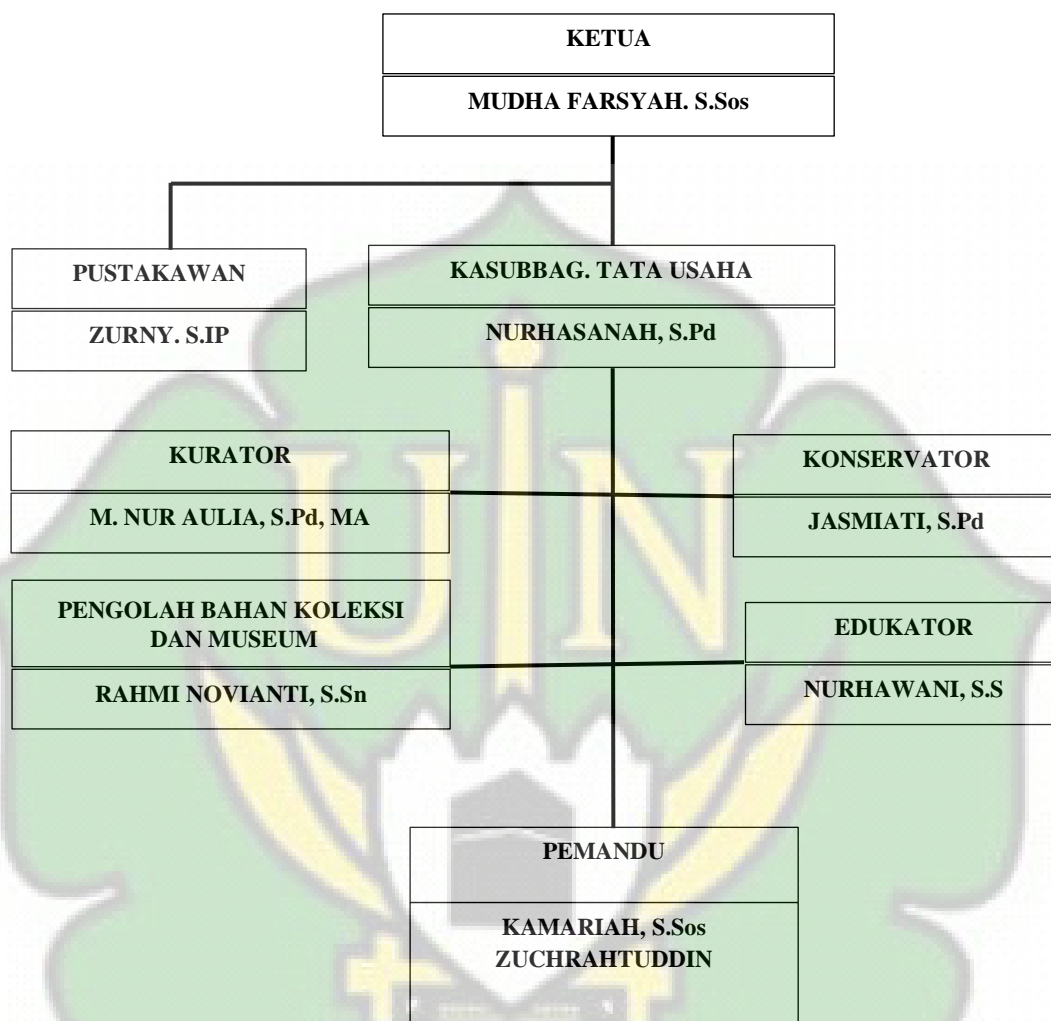 KETUA
MUDHA FARSYAH. S.Sos
PUSTAKAWAN
ZURNY. S.IP
KASUBBAG. TATA USAHA
NURHASANAH, S.Pd
KURATOR
M. NUR AULIA, S.Pd, MA
KONSERVATOR
JASMIATI, S.Pd
PENGOLAH BAHAN KOLEKSI
DAN MUSEUM
RAHMI NOVIANTI, S.Sn
EDUKATOR
NURHAWANI, S.S
PEMANDU
KAMARIAH, S.Sos
ZUCHRAHTUDDIN
UIN